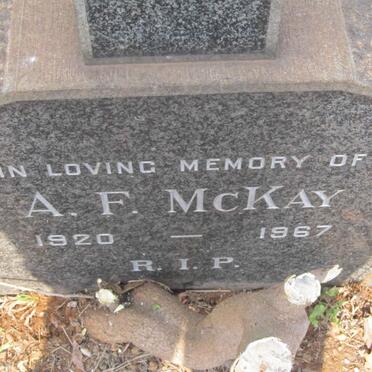 IN LOVING MEMORY OF
A. F. McKAY
1920 — 1967
R. I. P.